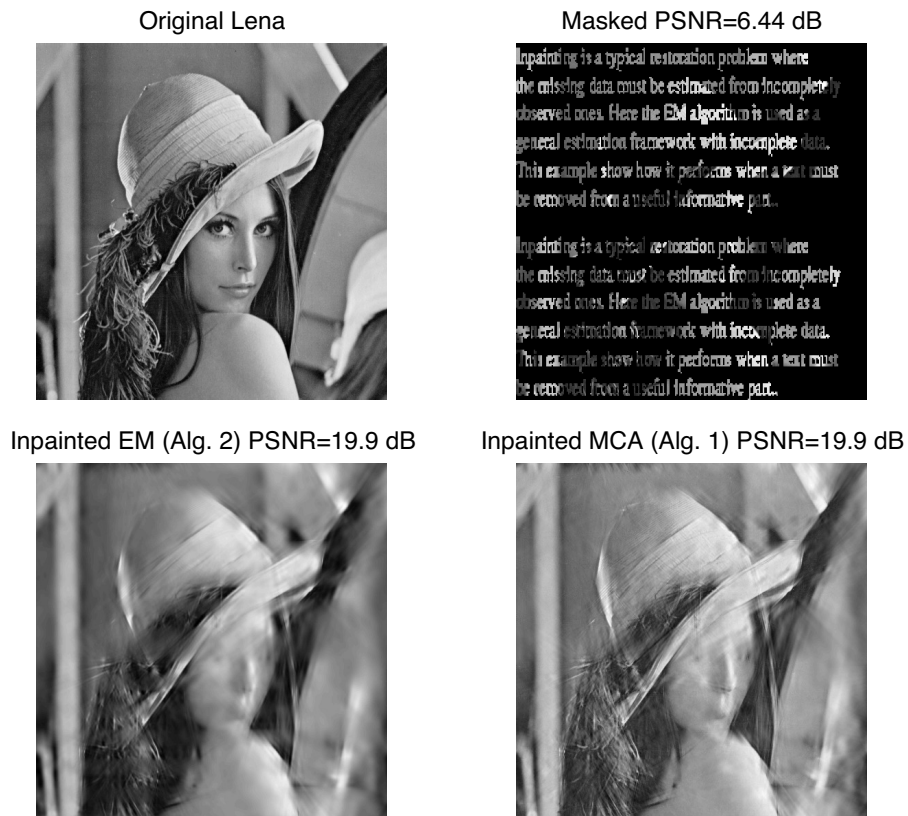 Original Lena
Masked PSNR=6.44 dB
Inpainting is a typical restoration problem where
the missing data must be estimated from incompletely
observed ones. Here the EM algorithm is used as a
general estimation framework with incomplete data.
This example show how it performs when a text must
be removed from a useful informative part...
Inpainting is a typical restoration problem where
the missing data must be estimated from incompletely
observed ones. Here the EM algorithm is used as a
general estimation framework with incomplete data.
This example show how it performs when a text must
be removed from a useful informative part...
Inpainted EM (Alg. 2) PSNR=19.9 dB
Inpainted MCA (Alg. 1) PSNR=19.9 dB